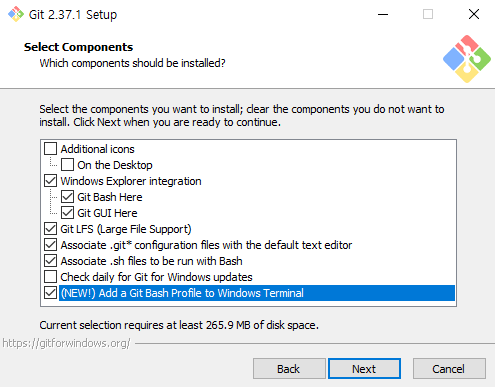 Git 2.37.1 Setup
Select Components
Which components should be installed?
Select the components you want to install; clear the components you do not want to
install. Click Next when you are ready to continue.
Additional icons
On the Desktop
Windows Explorer integration
Git Bash Here
Git GUI Here
Git LFS (Large File Support)
Associate .git* configuration files with the default text editor
Associate .sh files to be run with Bash
Check daily for Git for Windows updates
(NEW!) Add a Git Bash Profile to Windows Terminal
Current selection requires at least 265.9 MB of disk space.
https://gitforwindows.org/
Back
Next
Cancel